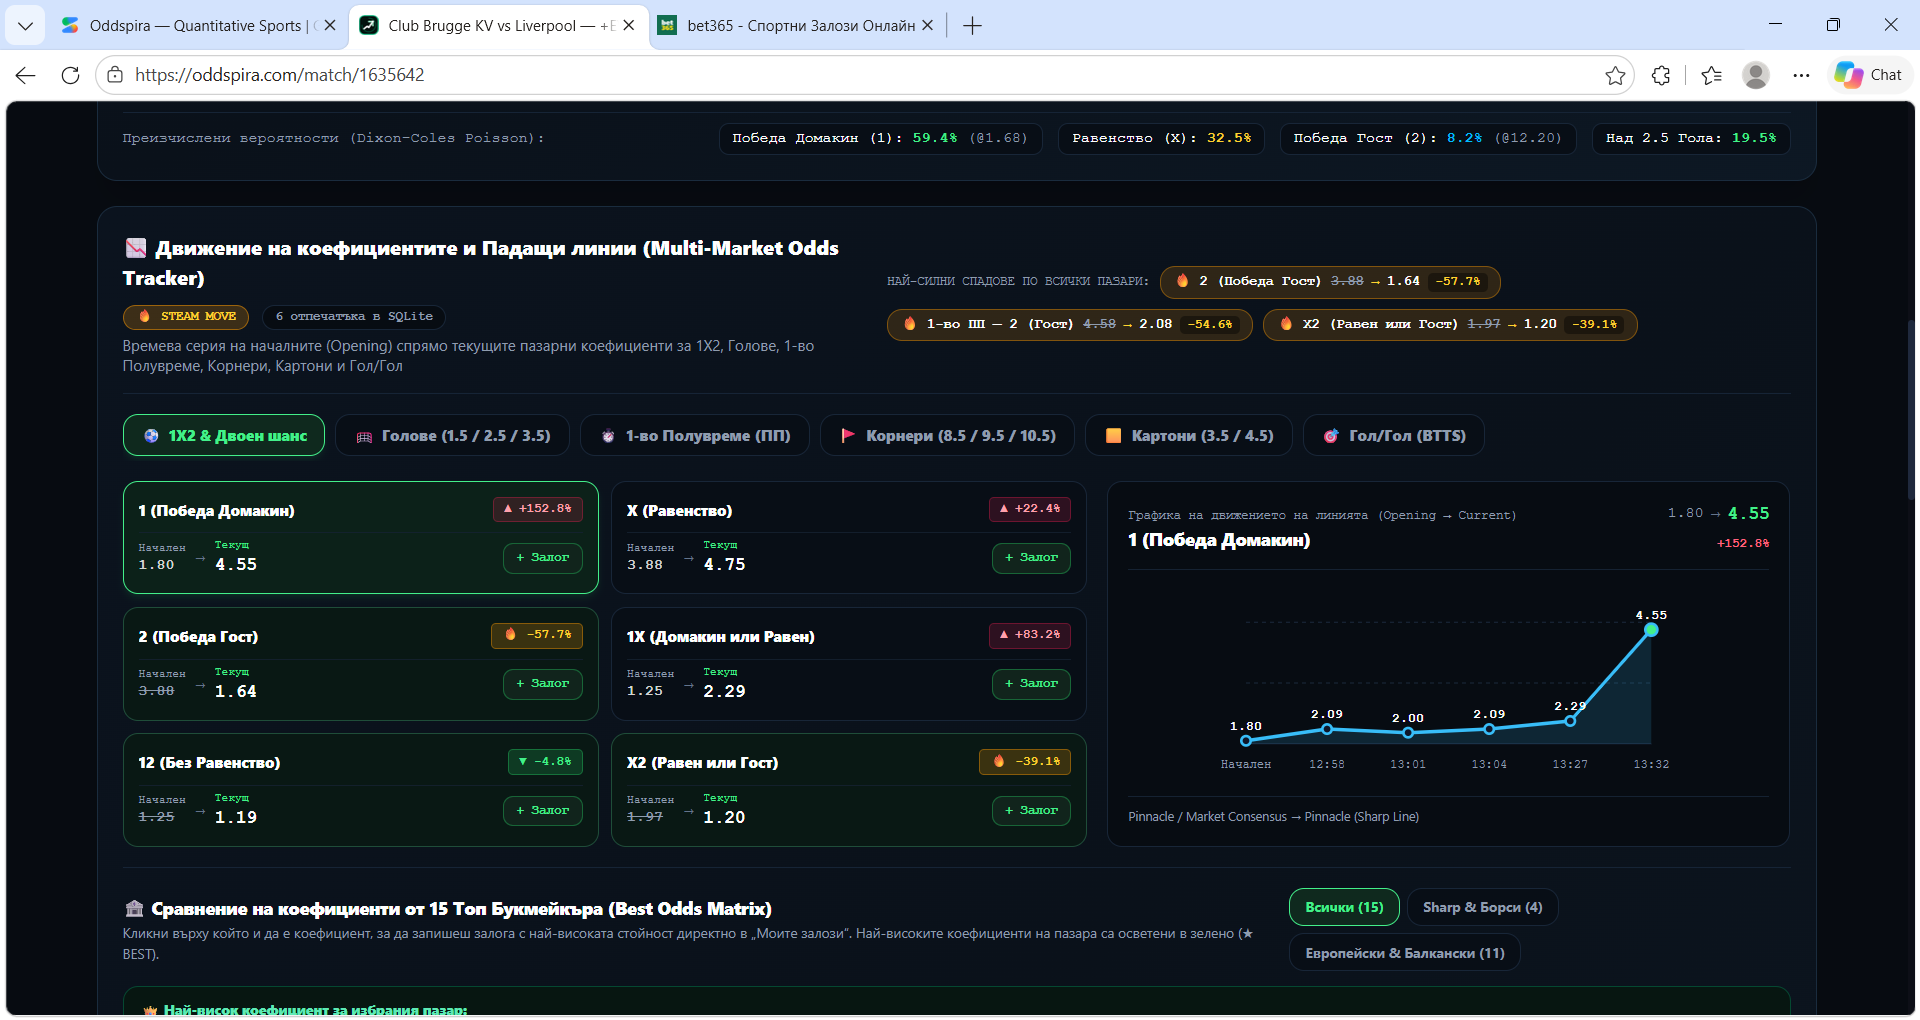 Oddspira — Quantitative Sports |
Club Brugge KV vs Liverpool — +E
bet365 - Спортни Залози Онлайн
https://oddspira.com/match/1635642
Chat
Преизчислени вероятности (Dixon-Coles Poisson):
Победа Домакин (1): 59.4% (@1.68)
Равенство (X): 32.5%
Победа Гост (2): 8.2% (@12.20)
Над 2.5 Гола: 19.5%
Движение на коефициентите и Падащи линии (Multi-Market Odds
Tracker)
STEAM MOVE
6 отпечатъка в SQLite
Времева серия на началните (Opening) спрямо текущите пазарни коефициенти за 1X2, Голове, 1-во
Полувреме, Корнери, Картони и Гол/Гол
НАЙ-СИЛНИ СПАДОВЕ ПО ВСИЧКИ ПАЗАРИ:
2 (Победа Гост) 3.88 → 1.64 -57.7%
1-во ПП — 2 (Гост) 4.58 → 2.08 -54.6%
X2 (Равен или Гост) 1.97 → 1.20 -39.1%
1X2 & Двоен шанс
Голове (1.5 / 2.5 / 3.5)
1-во Полувреме (ПП)
Корнери (8.5 / 9.5 / 10.5)
Картони (3.5 / 4.5)
Гол/Гол (BTTS)
1 (Победа Домакин)
▲ +152.8%
Начален → Текущ
1.80 4.55
+ Залог
X (Равенство)
▲ +22.4%
Начален → Текущ
3.88 4.75
+ Залог
2 (Победа Гост)
-57.7%
Начален → Текущ
3.88 1.64
+ Залог
1X (Домакин или Равен)
▲ +83.2%
Начален → Текущ
1.25 2.29
+ Залог
12 (Без Равенство)
▼ -4.8%
Начален → Текущ
1.25 1.19
+ Залог
X2 (Равен или Гост)
-39.1%
Начален → Текущ
1.97 1.20
+ Залог
Графика на движението на линията (Opening → Current)
1.80 → 4.55
1 (Победа Домакин)
+152.8%
4.55
2.29
2.09
2.00
2.09
1.80
Начален 12:58 13:01 13:04 13:27 13:32
Pinnacle / Market Consensus → Pinnacle (Sharp Line)
Сравнение на коефициенти от 15 Топ Букмейкъра (Best Odds Matrix)
Кликни върху който и да е коефициент, за да запишеш залога с най-високата стойност директно в „Моите залози“. Най-високите коефициенти на пазара са осветени в зелено (★
BEST).
Всички (15)
Sharp & Борси (4)
Европейски & Балкански (11)
Най-висок коефициент за избрания пазар: